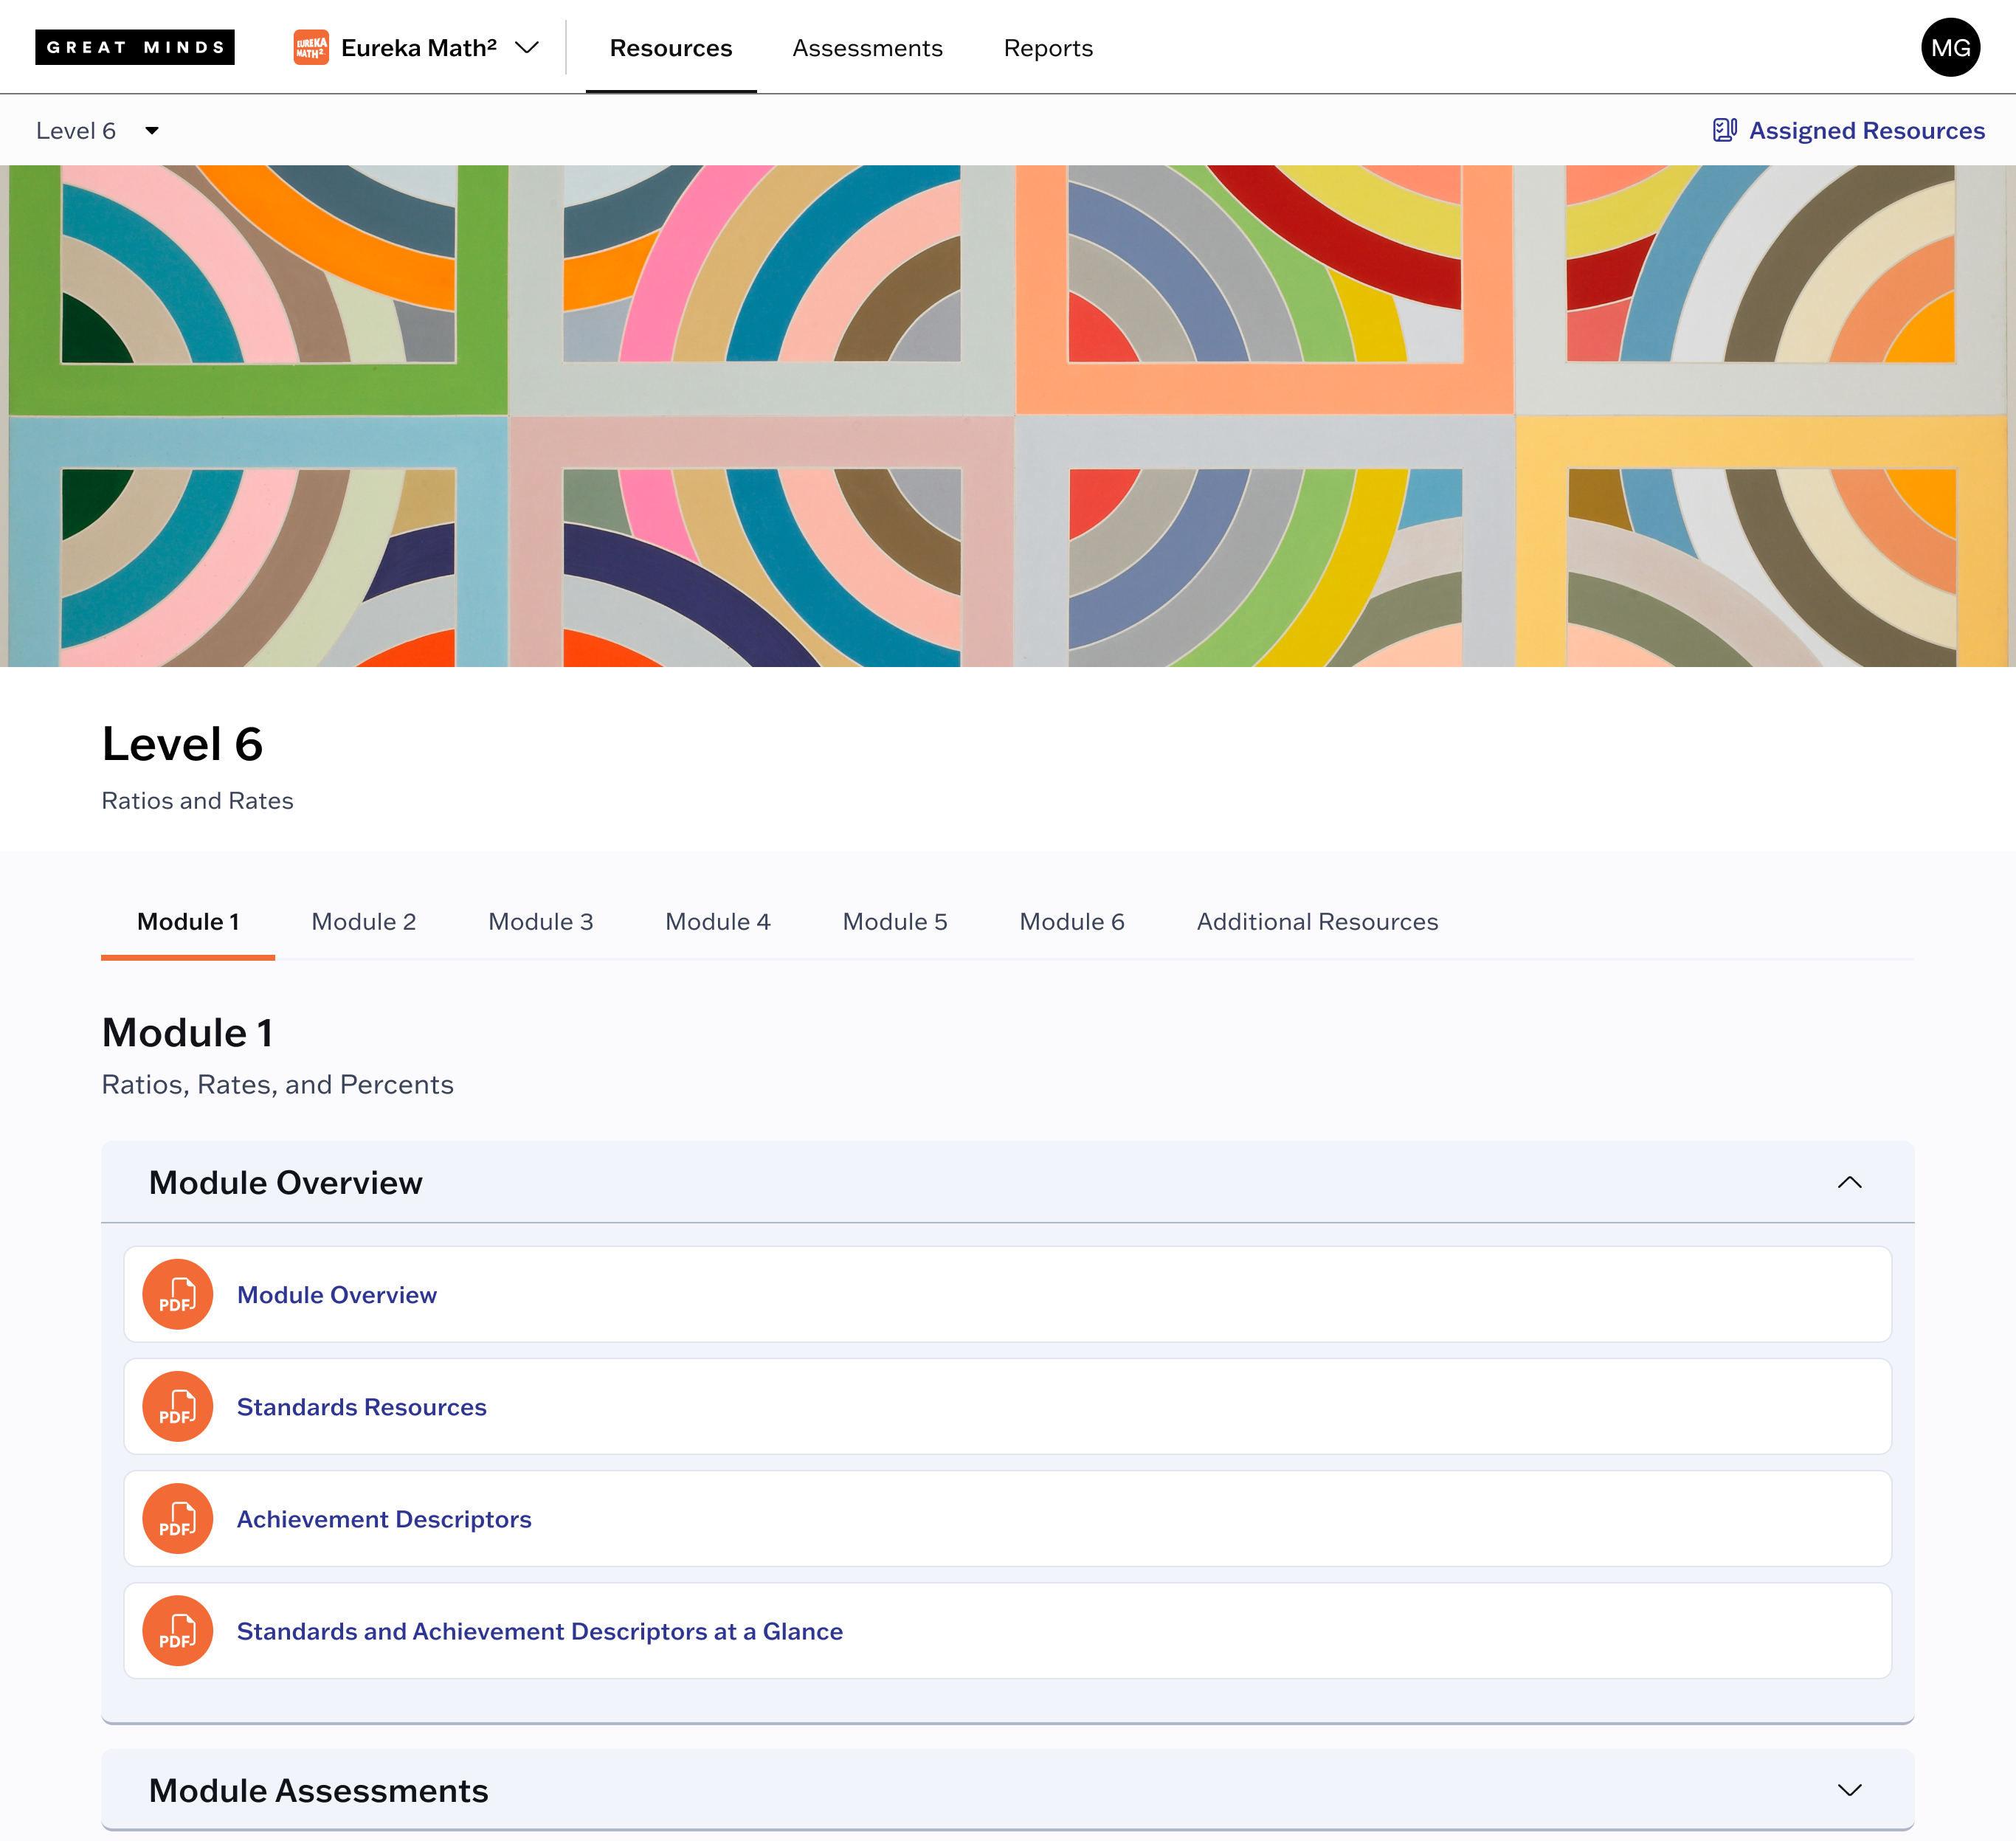 GREAT MINDS
EUREKA
MATH²
Eureka Math²
Resources
Assessments
Reports
MG
Level 6
Assigned Resources
Level 6
Ratios and Rates
Module 1
Module 2
Module 3
Module 4
Module 5
Module 6
Additional Resources
Module 1
Ratios, Rates, and Percents
Module Overview
PDF
Module Overview
PDF
Standards Resources
PDF
Achievement Descriptors
PDF
Standards and Achievement Descriptors at a Glance
Module Assessments